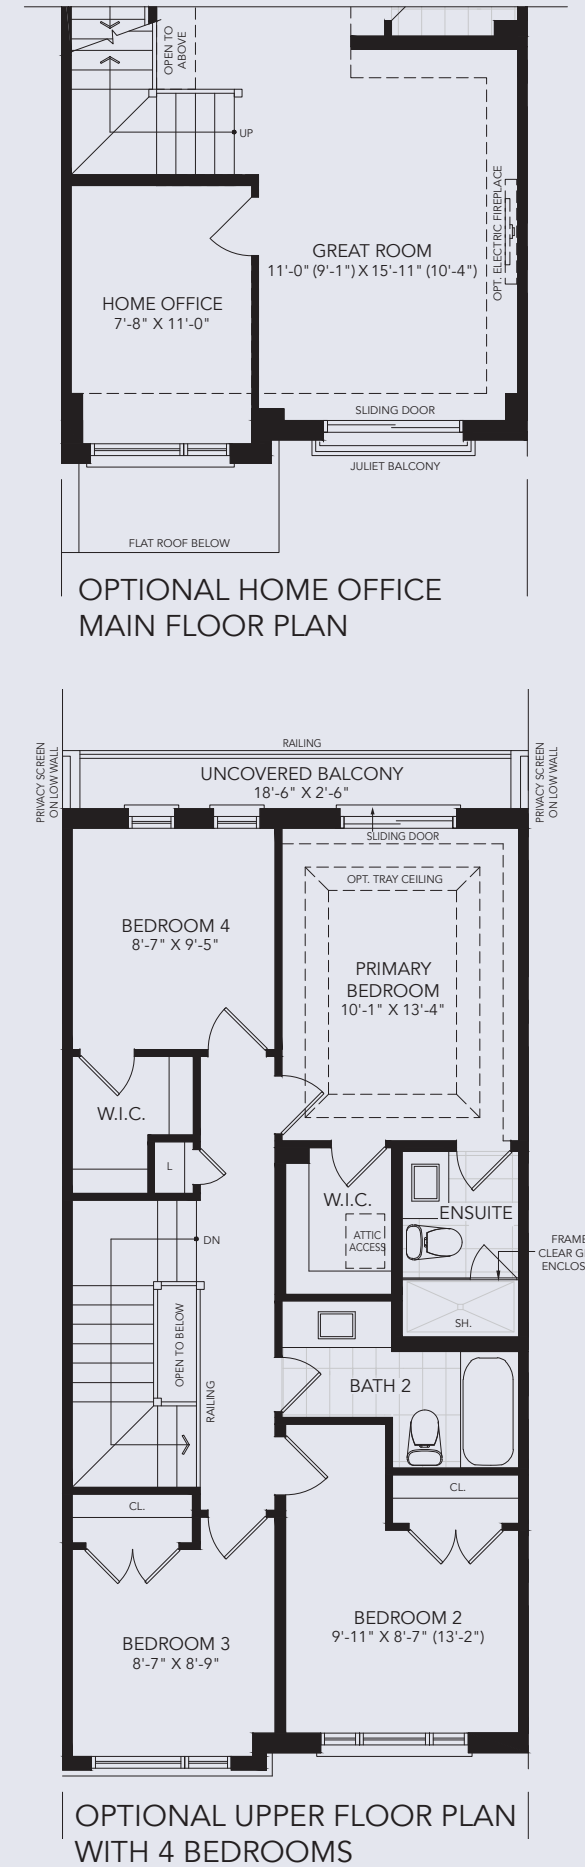 OPEN TO
ABOVE
UP
OPT. ELECTRIC FIREPLACE
GREAT ROOM
11'-0" (9'-1") X 15'-11" (10'-4")
HOME OFFICE
7'-8" X 11'-0"
SLIDING DOOR
JULIET BALCONY
FLAT ROOF BELOW
OPTIONAL HOME OFFICE
MAIN FLOOR PLAN
RAILING
PRIVACY SCREEN
ON LOW WALL
UNCOVERED BALCONY
18'-6" X 2'-6"
PRIVACY SCREEN
ON LOW WALL
SLIDING DOOR
OPT. TRAY CEILING
BEDROOM 4
8'-7" X 9'-5"
PRIMARY
BEDROOM
10'-1" X 13'-4"
W.I.C.
L
W.I.C.
ATTIC
ACCESS
ENSUITE
DN
FRAME
CLEAR G
ENCLOS
SH.
OPEN TO BELOW
RAILING
BATH 2
CL.
CL.
BEDROOM 2
9'-11" X 8'-7" (13'-2")
BEDROOM 3
8'-7" X 8'-9"
OPTIONAL UPPER FLOOR PLAN
WITH 4 BEDROOMS